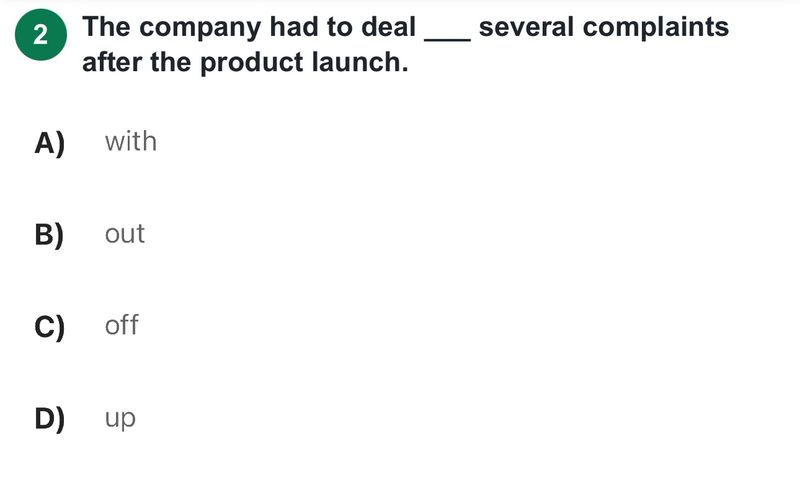 2
The company had to deal ___ several complaints
after the product launch.
A) with
B) out
C) off
D) up